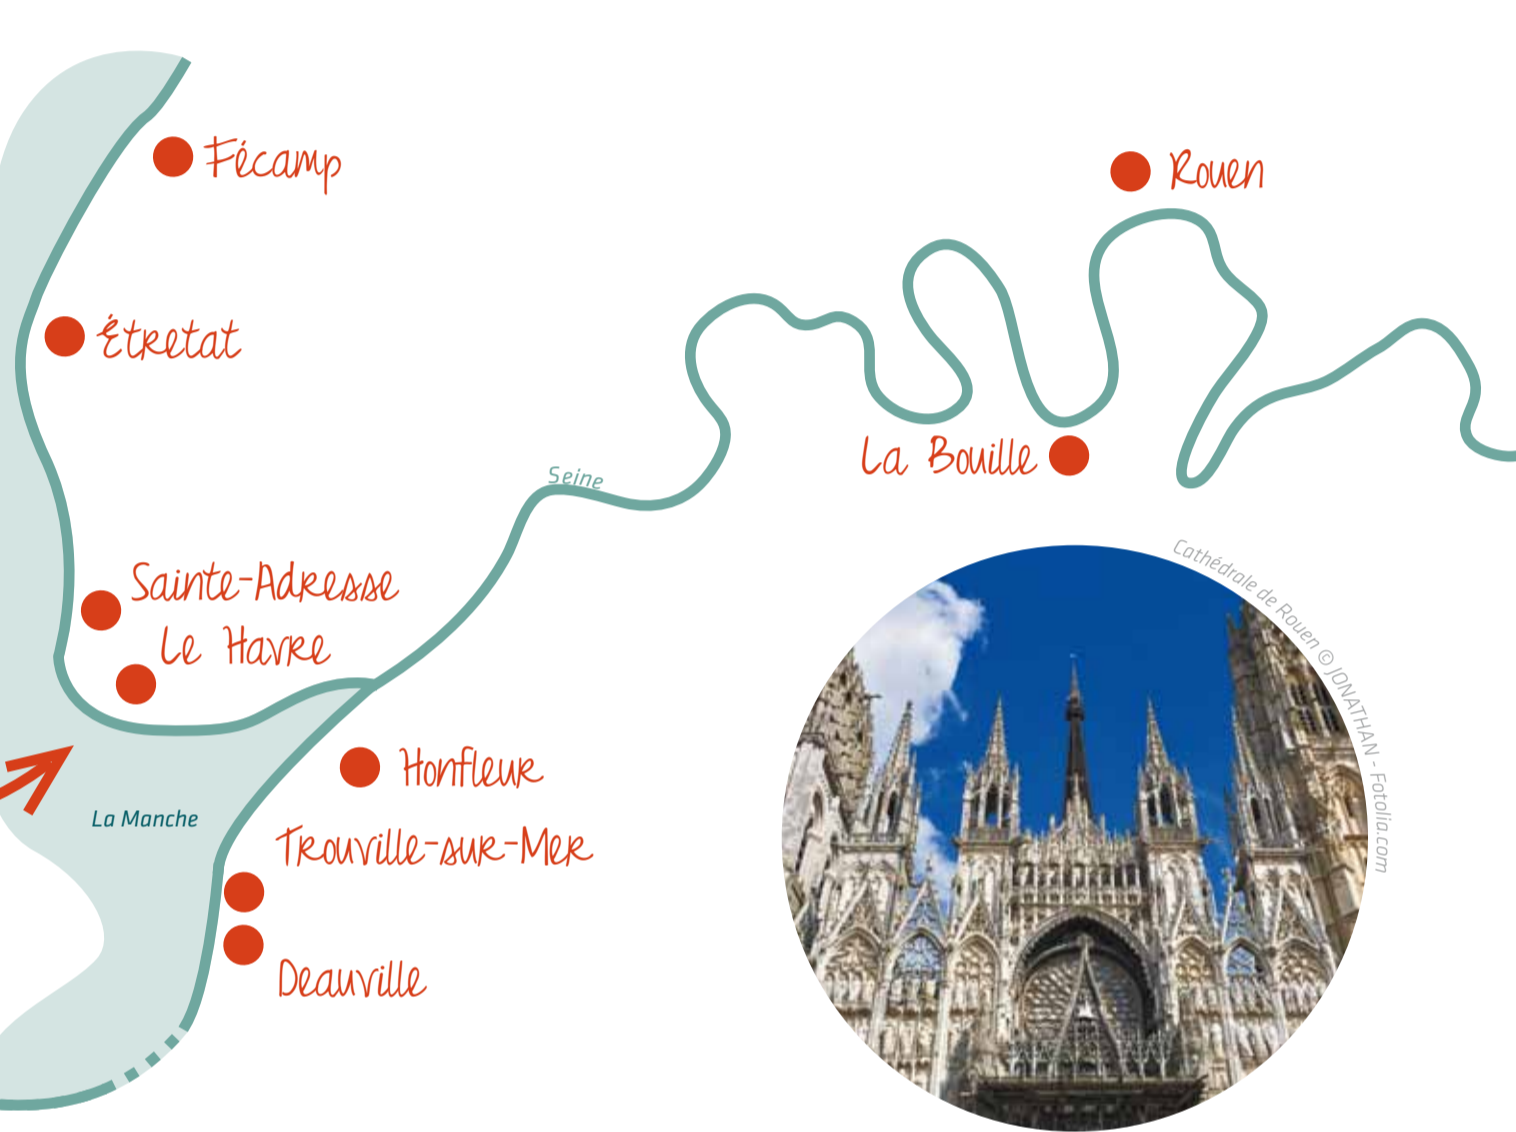 Fécamp
Rouen
Étretat
La Bouille
Seine
Cathédrale de Rouen © JONATHAN - Fotolia.com
Sainte-Adresse
Le Havre
Honfleur
La Manche
Trouville-sur-Mer
Deauville